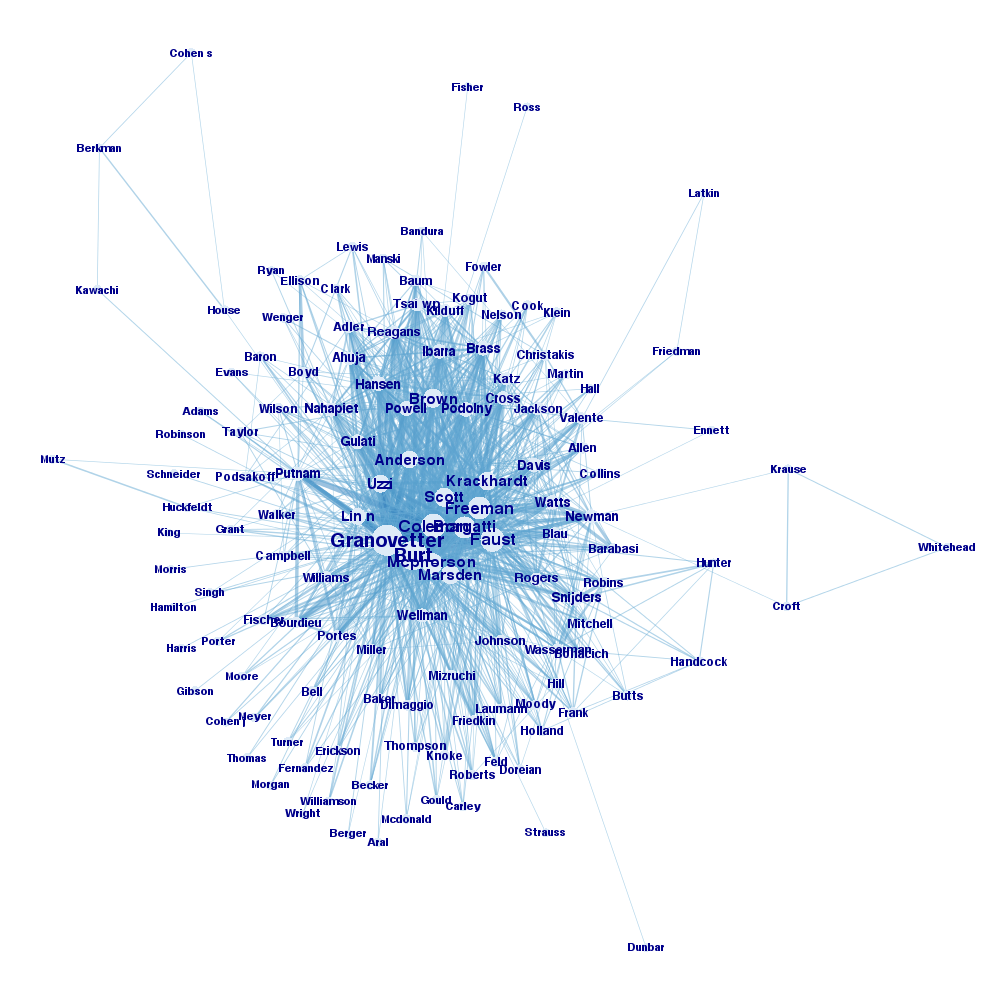 Cohen s
Fisher
Ross
Berkman
Latkin
Bandura
Lewis
Manski
Fowler
Ryan
Ellison
Clark
Baum
Kawachi
Tsai wp
Kogut
Kilduff
Nelson
Cook
Klein
House
Wenger
Adler
Reagans
Baron
Ahuja
Ibarra
Brass
Christakis
Friedman
Evans
Boyd
Hansen
Katz
Martin
Hall
Adams
Wilson
Nahapiet
Powell
Brown
Podolny
Cross
Jackson
Valente
Robinson
Taylor
Gulati
Ennett
Mutz
Anderson
Davis
Allen
Schneider
Podsakoff
Putnam
Uzzi
Krackhardt
Collins
Krause
Huckfeldt
Walker
Lin n
Scott
Freeman
Watts
Newman
King
Grant
Coleman
Borgatti
Granovetter
Faust
Blau
Barabasi
Whitehead
Campbell
Burt
Mcpherson
Hunter
Morris
Williams
Marsden
Rogers
Robins
Singh
Snijders
Croft
Hamilton
Fischer
Bourdieu
Wellman
Mitchell
Harris
Porter
Portes
Miller
Johnson
Wasserman
Bonacich
Handcock
Moore
Mizruchi
Hill
Gibson
Bell
Baker
Dimaggio
Laumann
Moody
Butts
Cohen j
Meyer
Friedkin
Frank
Holland
Turner
Erickson
Thompson
Knoke
Feld
Doreian
Thomas
Fernandez
Roberts
Morgan
Becker
Williamson
Gould
Carley
Wright
Mcdonald
Berger
Aral
Strauss
Dunbar